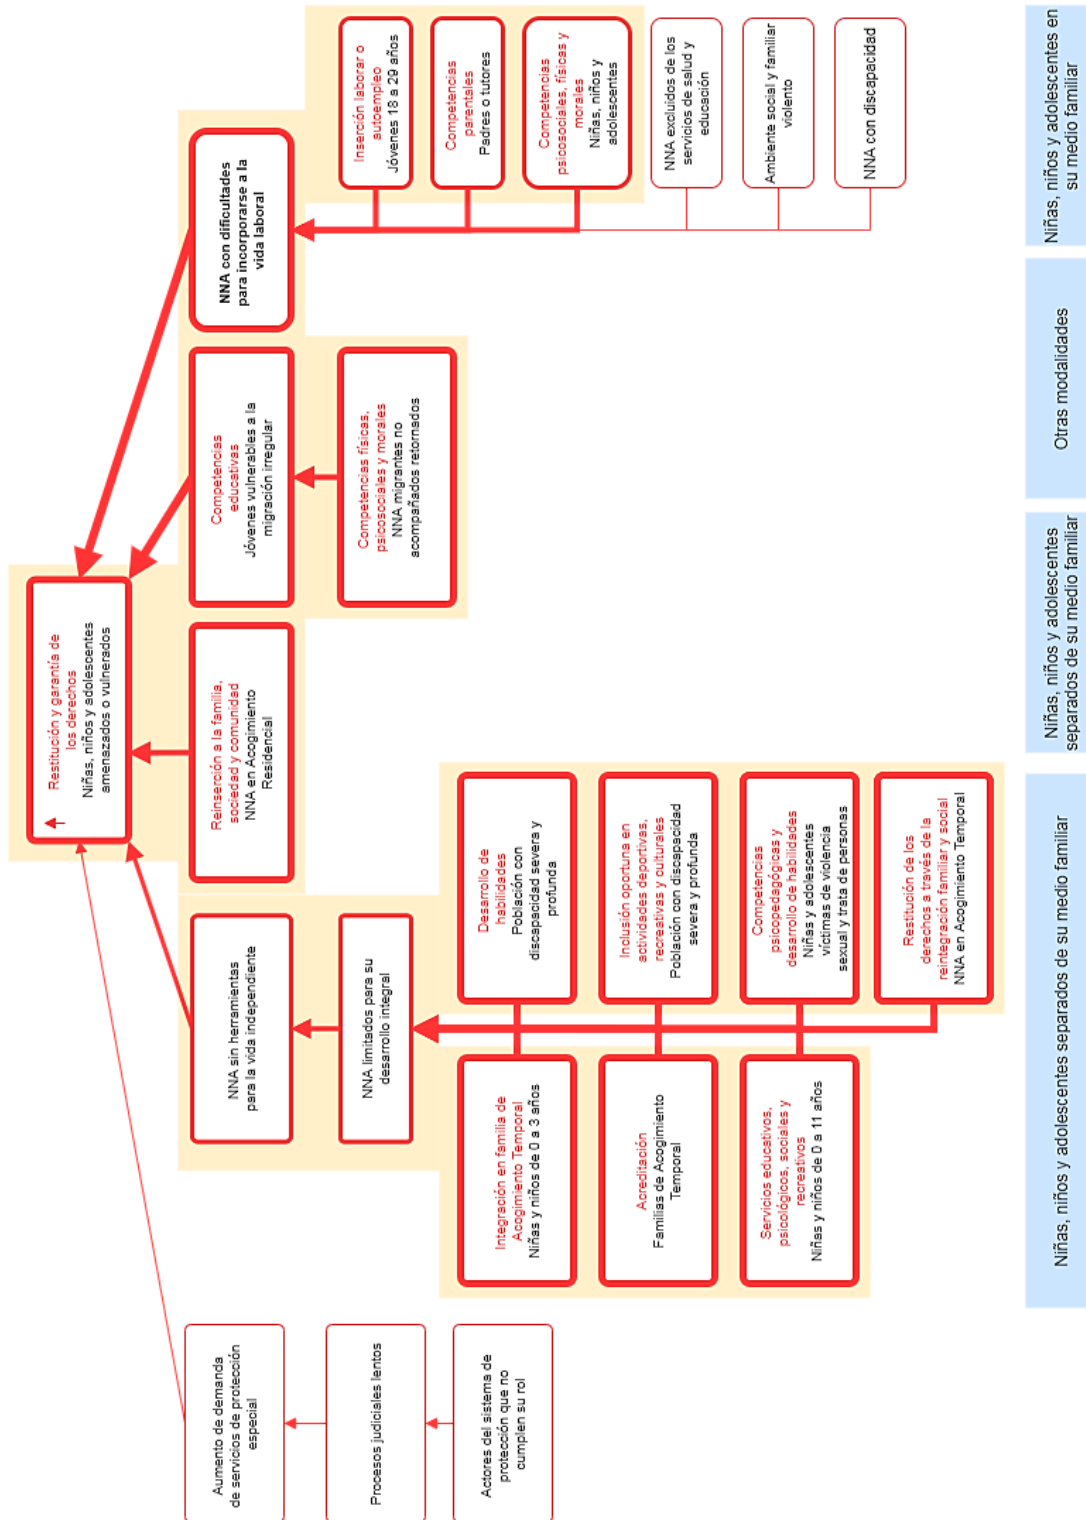 Restitución y garantía de
los derechos
Niñas, niños y adolescentes
amenazados o vulnerados
Aumento de demanda
de servicios de protección
especial
Procesos judiciales lentos
Actores del sistema de
protección que no
cumplen su rol
NNA sin herramientas
para la vida independiente
NNA limitados para su
desarrollo integral
Integración en familia de
Acogimiento Temporal
Niñas y niños de 0 a 3 años
Acreditación
Familias de Acogimiento
Temporal
Servicios educativos,
psicológicos, sociales y
recreativos
Niñas y niños de 0 a 11 años
Desarrollo de
habilidades
Población con
discapacidad severa y
profunda
Inclusión oportuna en
actividades deportivas,
recreativas y culturales
Población con discapacidad
severa y profunda
Competencias
psicopedagógicas y
desarrollo de habilidades
Niñas y adolescentes
víctimas de violencia
sexual y trata de personas
Restitución de los
derechos a través de la
reintegración familiar y social
NNA en Acogimiento Temporal
Reinserción a la familia,
sociedad y comunidad
NNA en Acogimiento
Residencial
Competencias
educativas
Jóvenes vulnerables a la
migración irregular
Competencias físicas,
psicosociales y morales
NNA migrantes no
acompañados retornados
NNA con dificultades
para incorporarse a la
vida laboral
Inserción laborar o
autoempleo
Jóvenes 18 a 29 años
Competencias
parentales
Padres o tutores
Competencias
psicosociales, físicas y
morales
Niñas, niños y
adolescentes
NNA excluidos de los
servicios de salud y
educación
Ambiente social y familiar
violento
NNA con discapacidad
Niñas, niños y adolescentes separados de su medio familiar
Niñas, niños y adolescentes
separados de su medio familiar
Otras modalidades
Niñas, niños y adolescentes en
su medio familiar